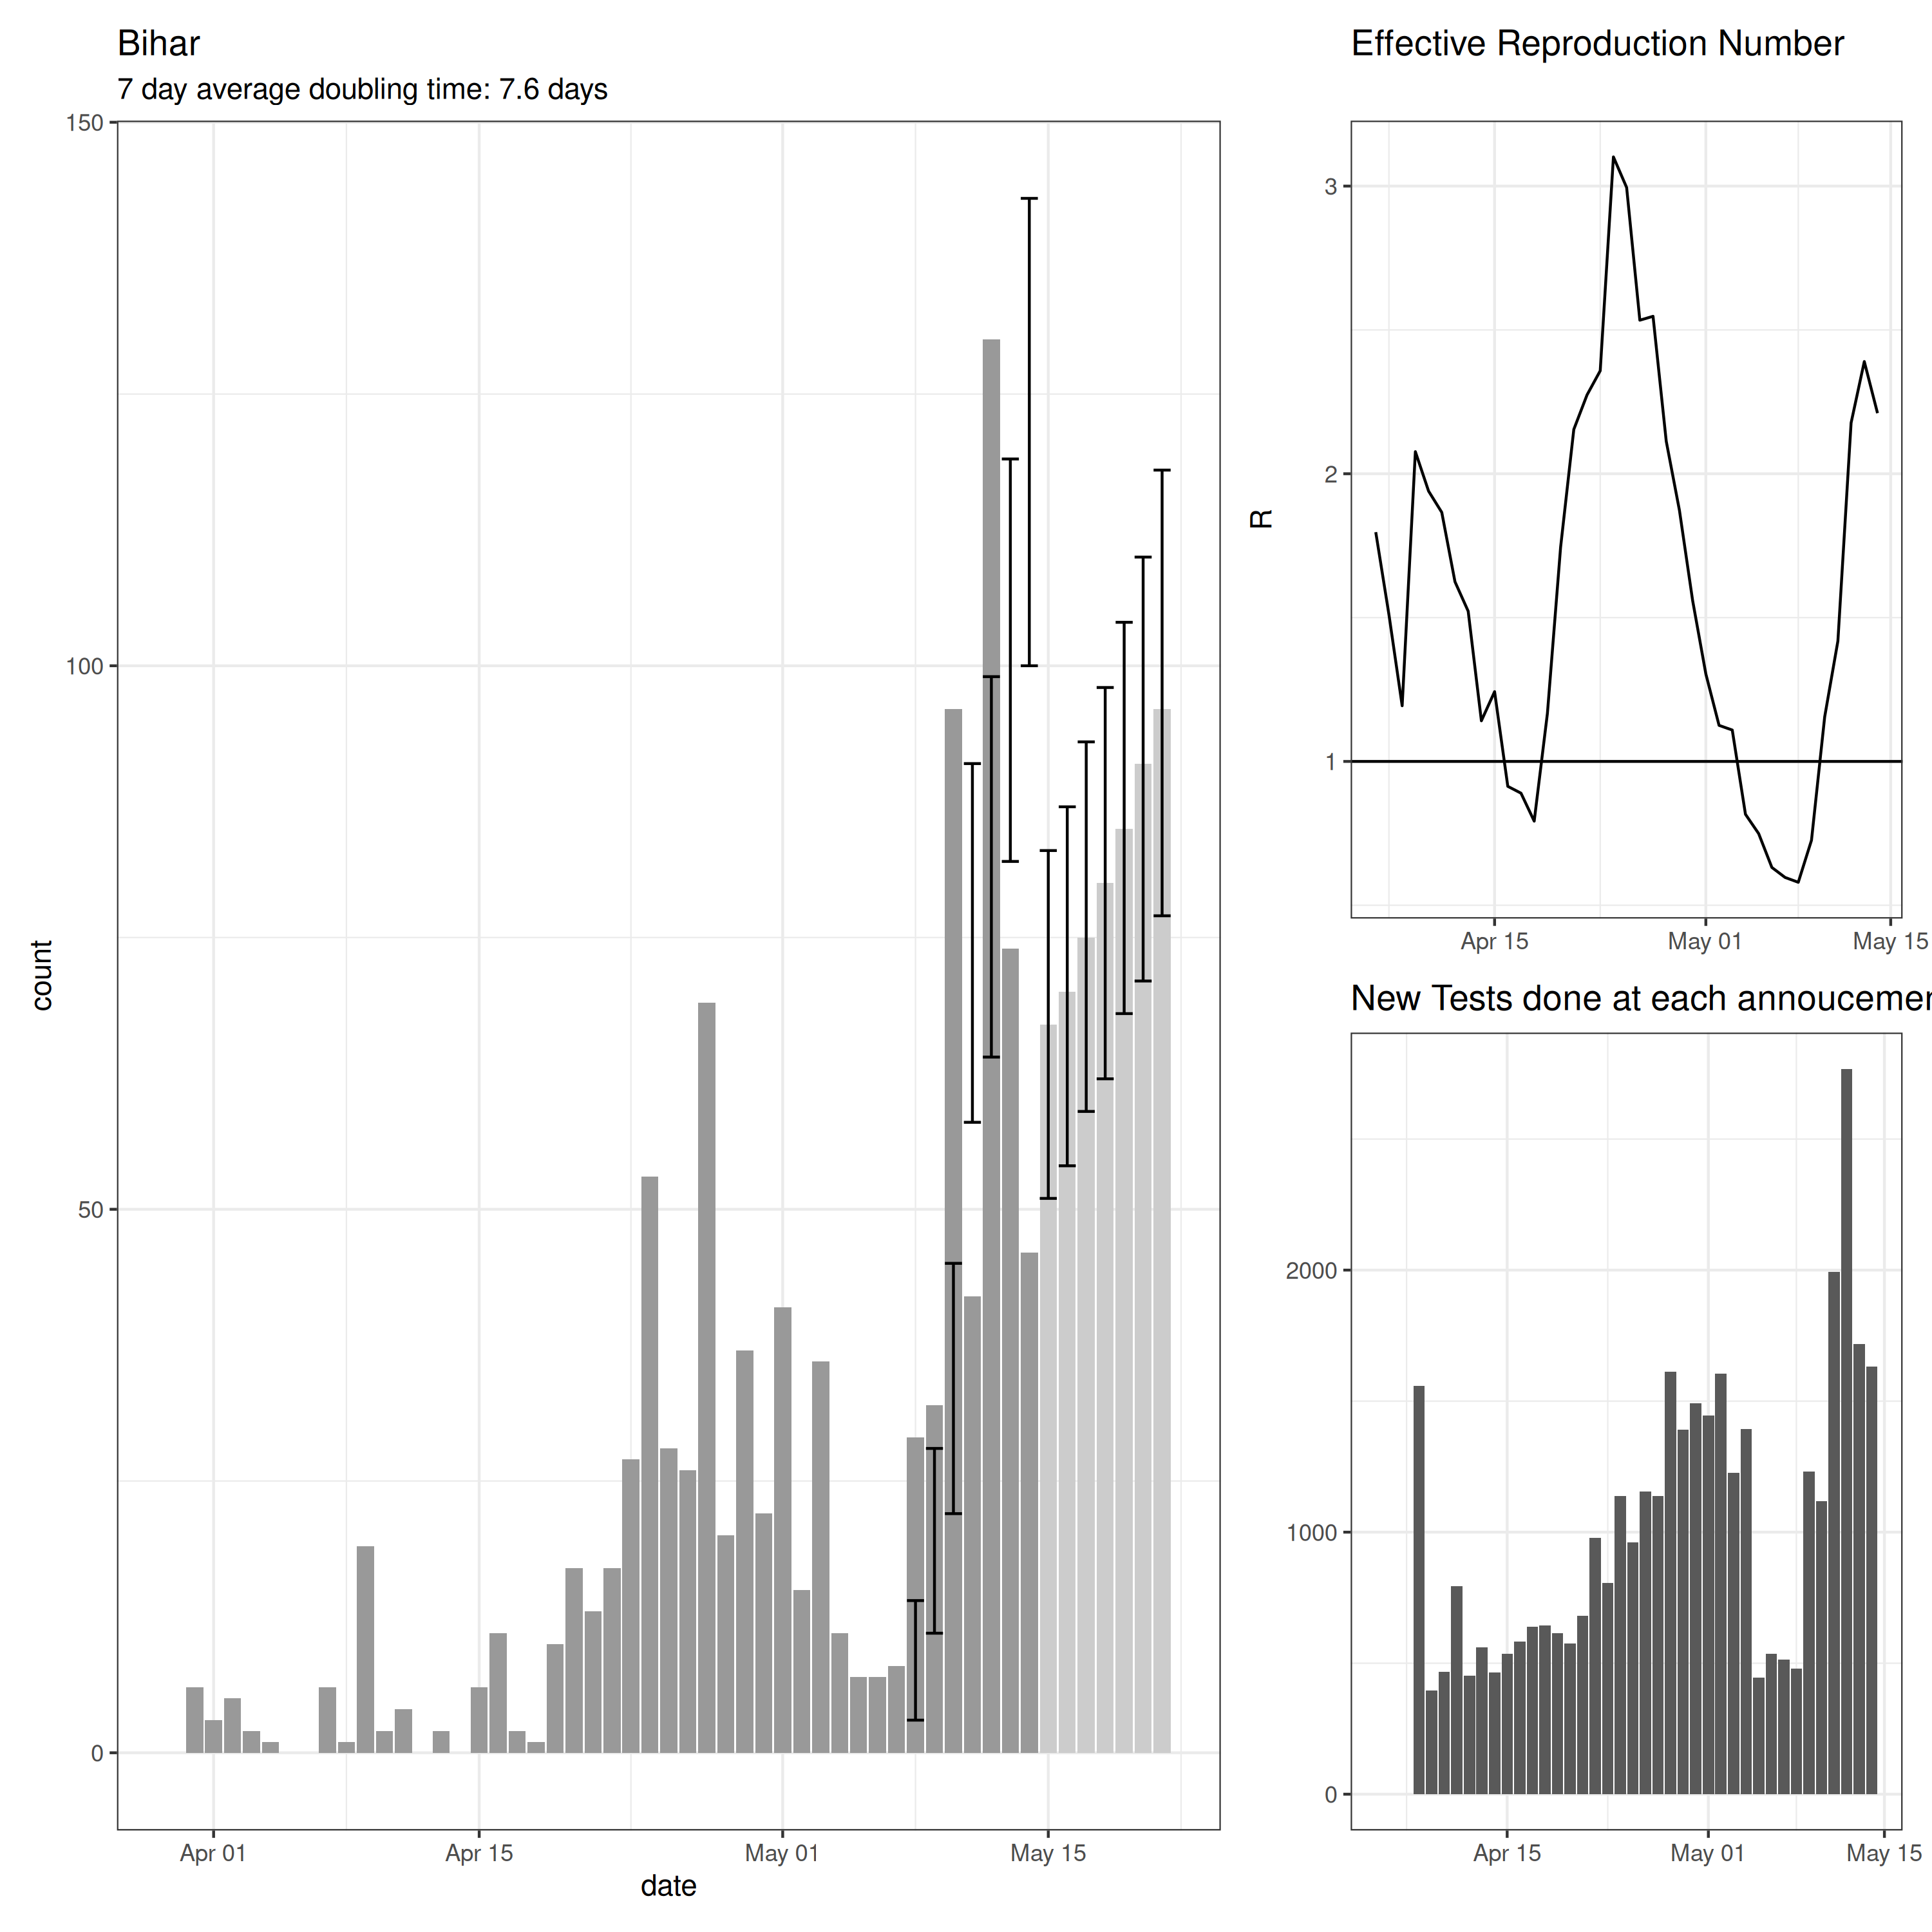 Bihar
7 day average doubling time: 7.6 days
150
100
50
0
count
Apr 01
Apr 15
May 01
May 15
date
Effective Reproduction Number
3
2
1
R
Apr 15
May 01
May 15
New Tests done at each annoucemen
2000
1000
0
Apr 15
May 01
May 15